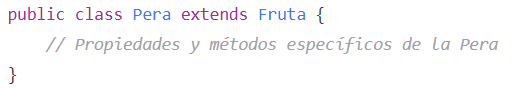 public class Pera extends Fruta {
// Propiedades y métodos específicos de la Pera
}